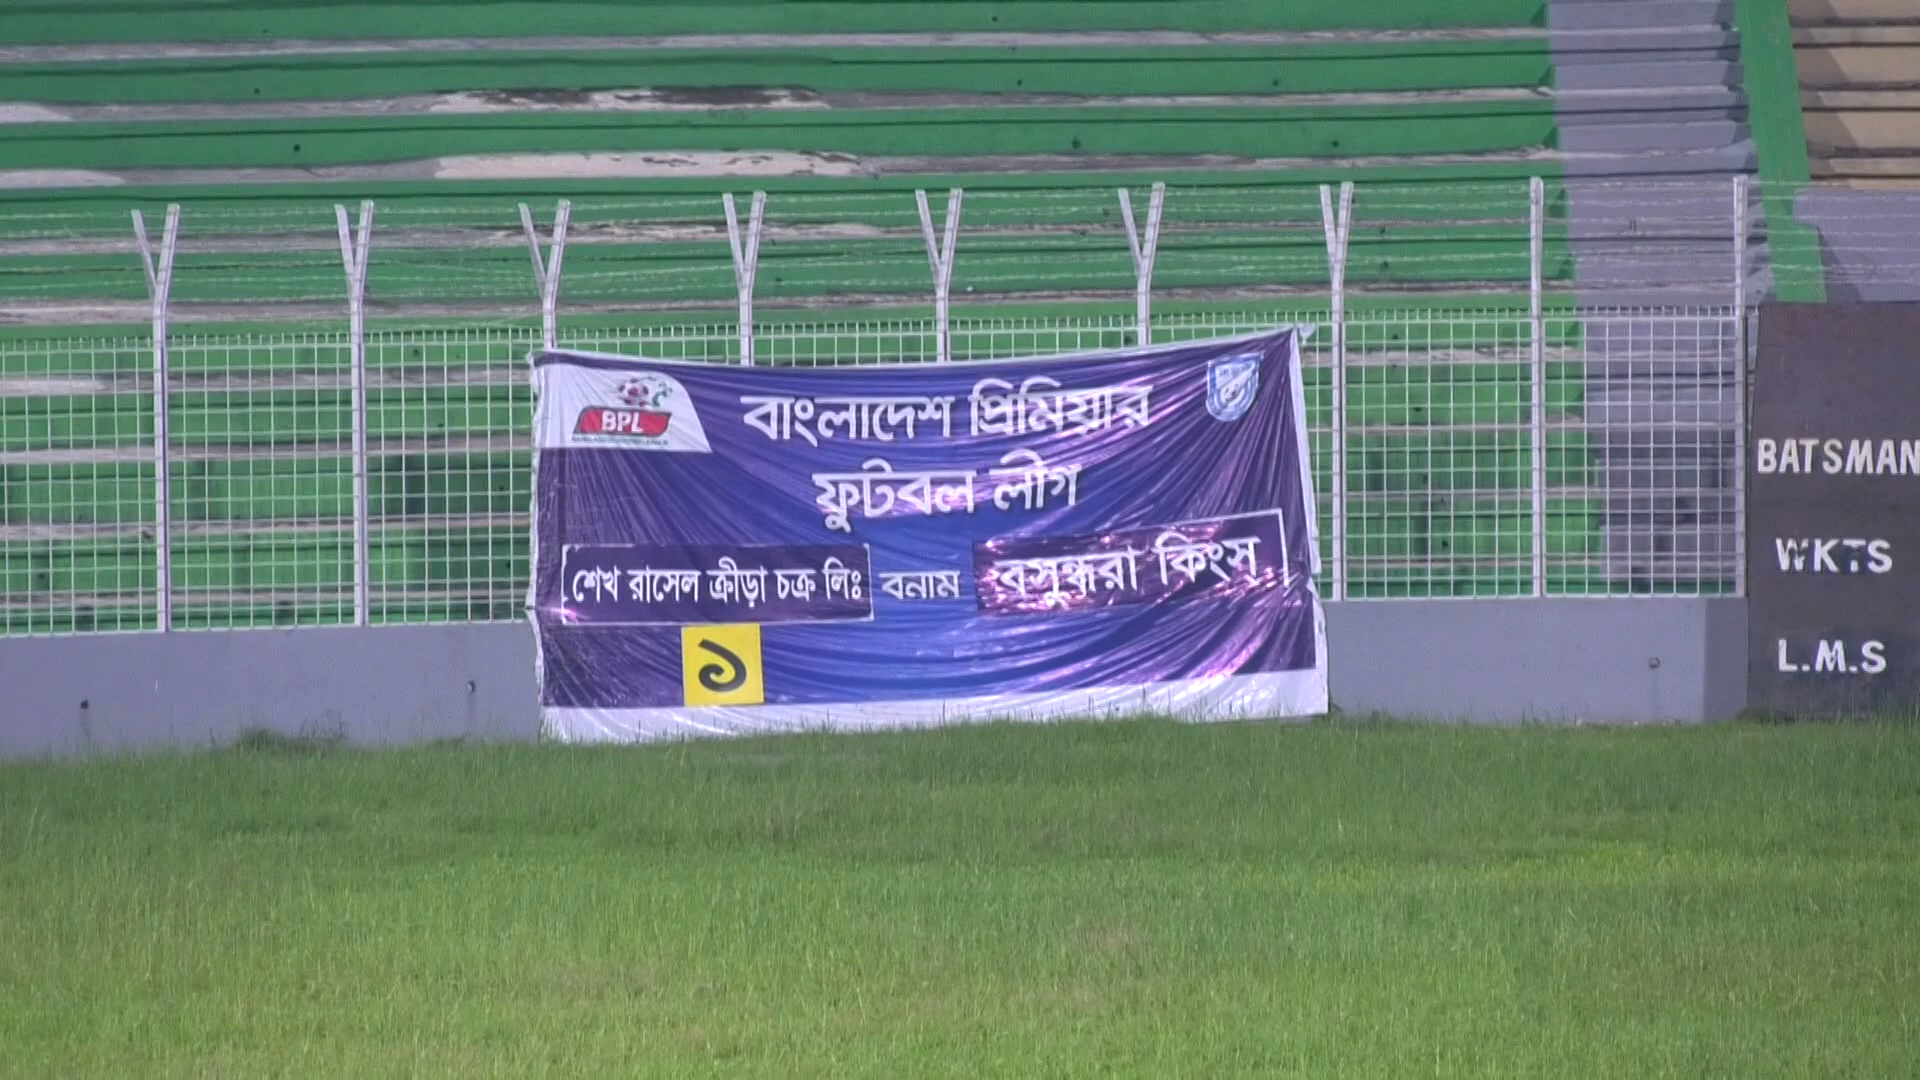 BPL
বাংলাদেশ প্রিমিয়ার
ফুটবল লীগ
শেখ রাসেল ক্রীড়া চক্র লিঃ বনাম বসুন্ধরা কিংস্
১
BATSMAN
WKTS
L.M.S